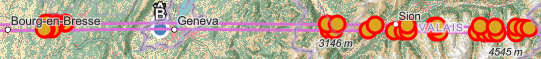 A
B
Bourg-en-Bresse
Geneva
Sion
VALAIS
3146 m
4545 m